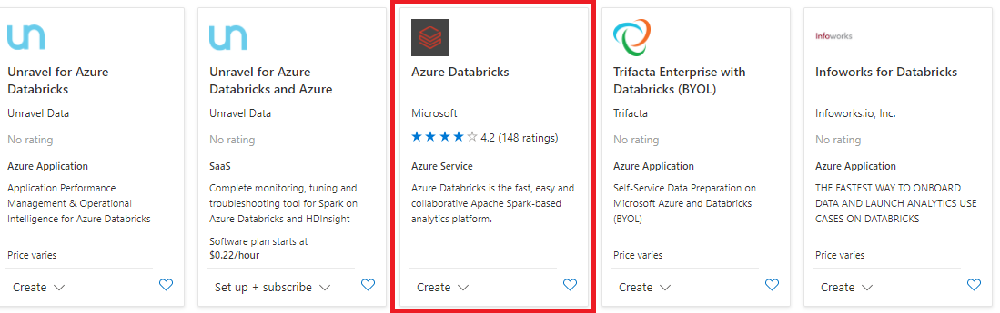 un
Unravel for Azure
Databricks
Unravel Data
No rating
Azure Application
Application Performance
Management & Operational
Intelligence for Azure Databricks
Price varies
Create
un
Unravel for Azure
Databricks and Azure
Unravel Data
No rating
SaaS
Complete monitoring, tuning and
troubleshooting tool for Spark on
Azure Databricks and HDInsight
Software plan starts at
$0.22/hour
Set up + subscribe
Azure Databricks
Microsoft
4.2 (148 ratings)
Azure Service
Azure Databricks is the fast, easy and
collaborative Apache Spark-based
analytics platform.
Create
Trifacta Enterprise with
Databricks (BYOL)
Trifacta
No rating
Azure Application
Self-Service Data Preparation on
Microsoft Azure and Databricks
(BYOL)
Price varies
Create
Infoworks
Infoworks for Databricks
Infoworks.io, Inc.
No rating
Azure Application
THE FASTEST WAY TO ONBOARD
DATA AND LAUNCH ANALYTICS USE
CASES ON DATABRICKS
Price varies
Create